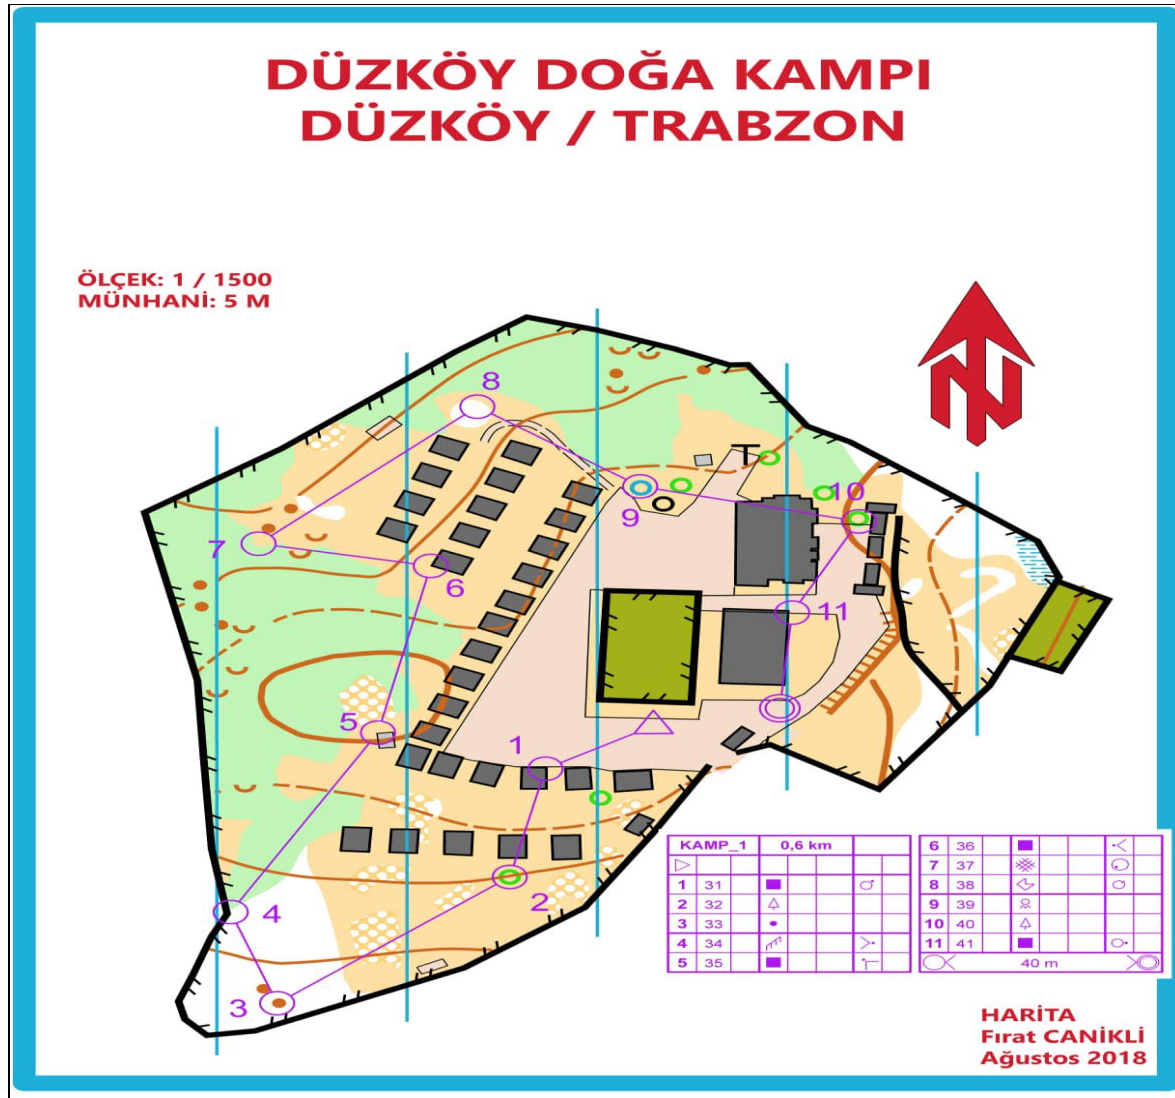 DÜZKÖY DOĞA KAMPI
DÜZKÖY / TRABZON
ÖLÇEK: 1 / 1500
MÜNHANİ: 5 M
8
T
10
9
7
6
11
5
1
2
4
3
KAMP_1 0,6 km
1 31
2 32
3 33
4 34
5 35
6 36
7 37
8 38
9 39
10 40
11 41
40 m
HARİTA
Fırat CANİKLİ
Ağustos 2018